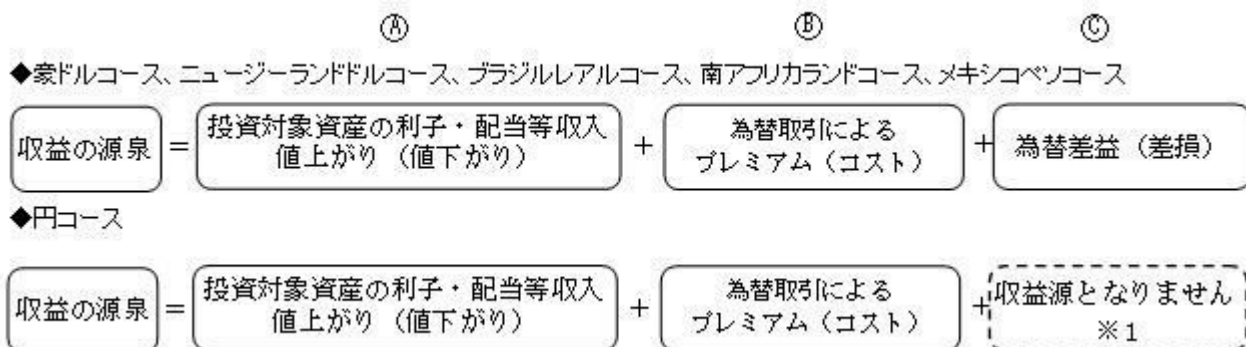 Ⓐ Ⓑ Ⓒ
◆豪ドルコース、ニュージーランドドルコース、ブラジルレアルコース、南アフリカランドコース、メキシコペソコース
収益の源泉 = 投資対象資産の利子・配当等収入 + 為替取引による + 為替差益（差損）
値上がり（値下がり） プレミアム（コスト）
◆円コース
収益の源泉 = 投資対象資産の利子・配当等収入 + 為替取引による + 収益源となりません
値上がり（値下がり） プレミアム（コスト） ※1